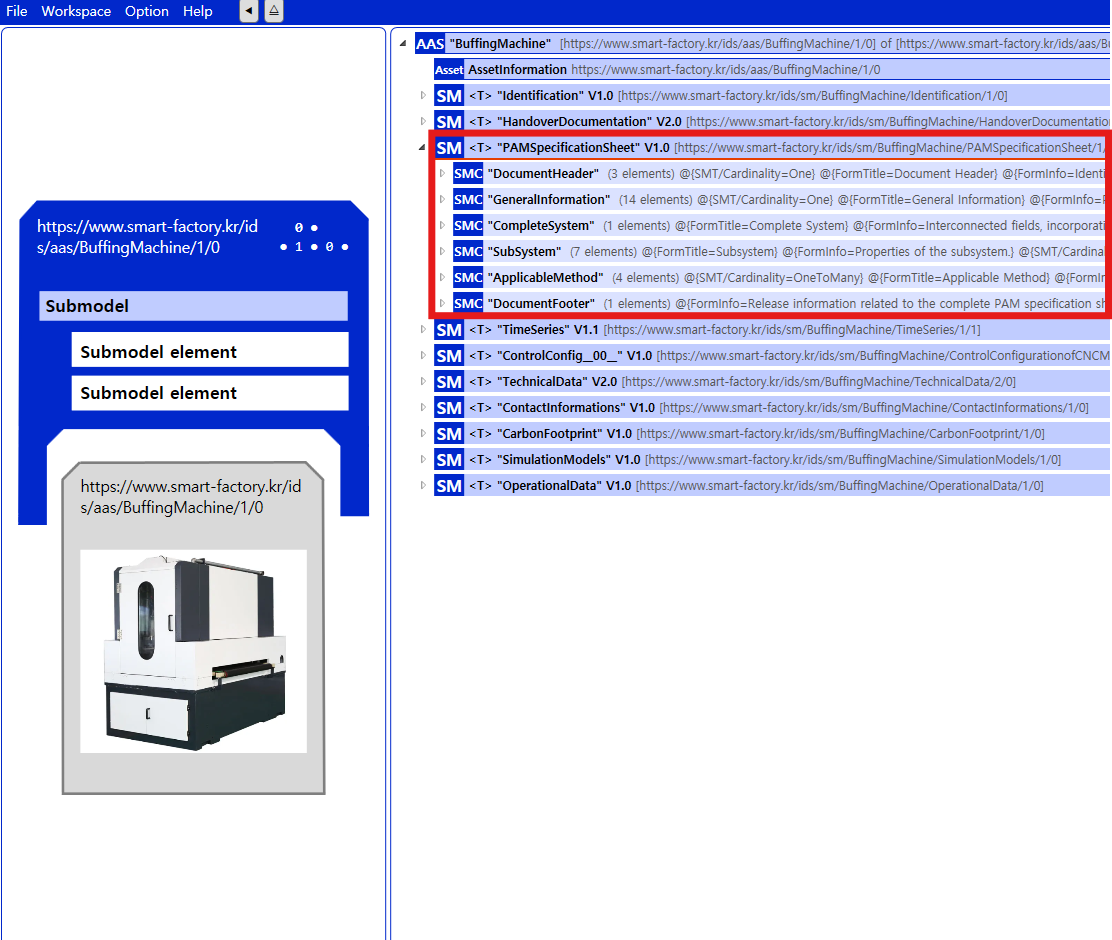 File Workspace Option Help ◄ △
https://www.smart-factory.kr/id
s/aas/BuffingMachine/1/0
0 ●
● 1 ● 0 ●
Submodel
Submodel element
Submodel element
https://www.smart-factory.kr/id
s/aas/BuffingMachine/1/0
AAS "BuffingMachine" [https://www.smart-factory.kr/ids/aas/BuffingMachine/1/0] of [https://www.smart-factory.kr/ids/aas/Bu
Asset AssetInformation https://www.smart-factory.kr/ids/aas/BuffingMachine/1/0
SM <T> "Identification" V1.0 [https://www.smart-factory.kr/ids/sm/BuffingMachine/Identification/1/0]
SM <T> "HandoverDocumentation" V2.0 [https://www.smart-factory.kr/ids/sm/BuffingMachine/HandoverDocumentatio
SM <T> "PAMSpecificationSheet" V1.0 [https://www.smart-factory.kr/ids/sm/BuffingMachine/PAMSpecificationSheet/1/
SMC "DocumentHeader" (3 elements) @{SMT/Cardinality=One} @{FormTitle=Document Header} @{FormInfo=Identi
SMC "GeneralInformation" (14 elements) @{SMT/Cardinality=One} @{FormTitle=General Information} @{FormInfo=
SMC "CompleteSystem" (1 elements) @{FormTitle=Complete System} @{FormInfo=Interconnected fields, incorporati
SMC "SubSystem" (7 elements) @{FormTitle=Subsystem} @{FormInfo=Properties of the subsystem.} @{SMT/Cardina
SMC "ApplicableMethod" (4 elements) @{SMT/Cardinality=OneToMany} @{FormTitle=Applicable Method} @{FormIn
SMC "DocumentFooter" (1 elements) @{FormInfo=Release information related to the complete PAM specification sh
SM <T> "TimeSeries" V1.1 [https://www.smart-factory.kr/ids/sm/BuffingMachine/TimeSeries/1/1]
SM <T> "ControlConfig__00__" V1.0 [https://www.smart-factory.kr/ids/sm/BuffingMachine/ControlConfigurationofCNCM
SM <T> "TechnicalData" V2.0 [https://www.smart-factory.kr/ids/sm/BuffingMachine/TechnicalData/2/0]
SM <T> "ContactInformations" V1.0 [https://www.smart-factory.kr/ids/sm/BuffingMachine/ContactInformations/1/0]
SM <T> "CarbonFootprint" V1.0 [https://www.smart-factory.kr/ids/sm/BuffingMachine/CarbonFootprint/1/0]
SM <T> "SimulationModels" V1.0 [https://www.smart-factory.kr/ids/sm/BuffingMachine/SimulationModels/1/0]
SM <T> "OperationalData" V1.0 [https://www.smart-factory.kr/ids/sm/BuffingMachine/OperationalData/1/0]